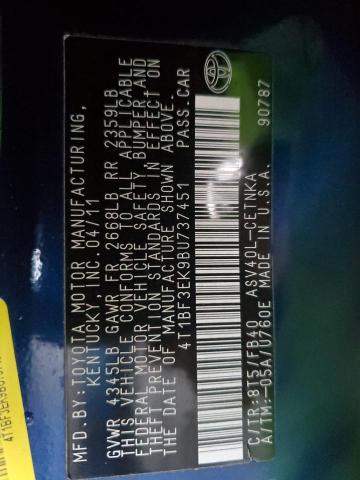 MFD.BY:TOYOTA MOTOR MANUFACTURING,
KENTUCKY, INC. 04/11
GVWR 4345LB GAWR FR 2668LB RR 2359LB
THIS VEHICLE CONFORMS TO ALL APPLICABLE
FEDERAL MOTOR VEHICLE SAFETY, BUMPER AND
THEFT PREVENTION STANDARDS IN EFFECT ON
THE DATE OF MANUFACTURE SHOWN ABOVE.
4T1BF3EK9BU737451 PASS.CAR
C/TR:8T5/FB40 ASV40L-CETNKA
A/TM:-05A/U760E MADE IN U.S.A. 90787